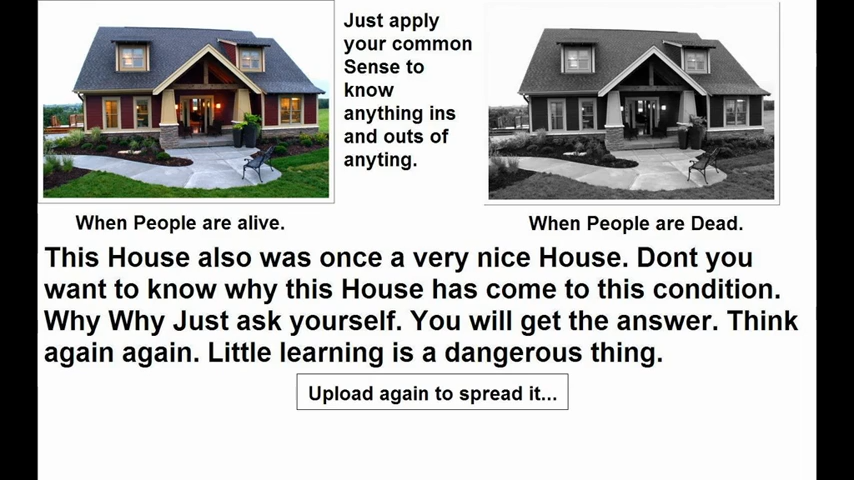 Just apply
your common
Sense to
know
anything ins
and outs of
anyting.
When People are alive.
When People are Dead.
This House also was once a very nice House. Dont you
want to know why this House has come to this condition.
Why Why Just ask yourself. You will get the answer. Think
again again. Little learning is a dangerous thing.
Upload again to spread it...